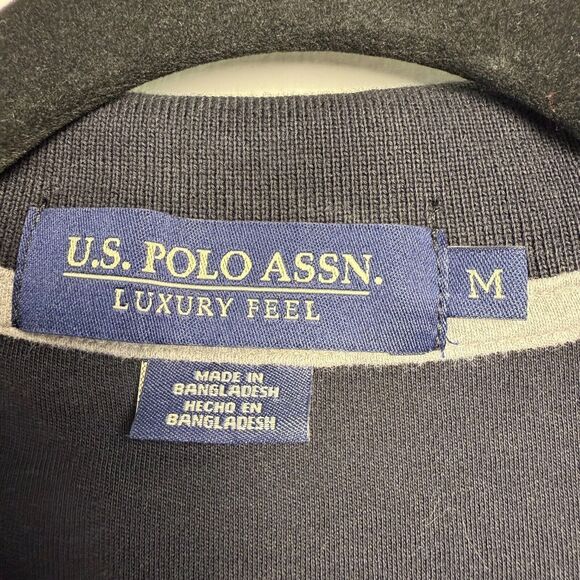 U.S. POLO ASSN.
LUXURY FEEL
M
MADE IN
BANGLADESH
HECHO EN
BANGLADESH